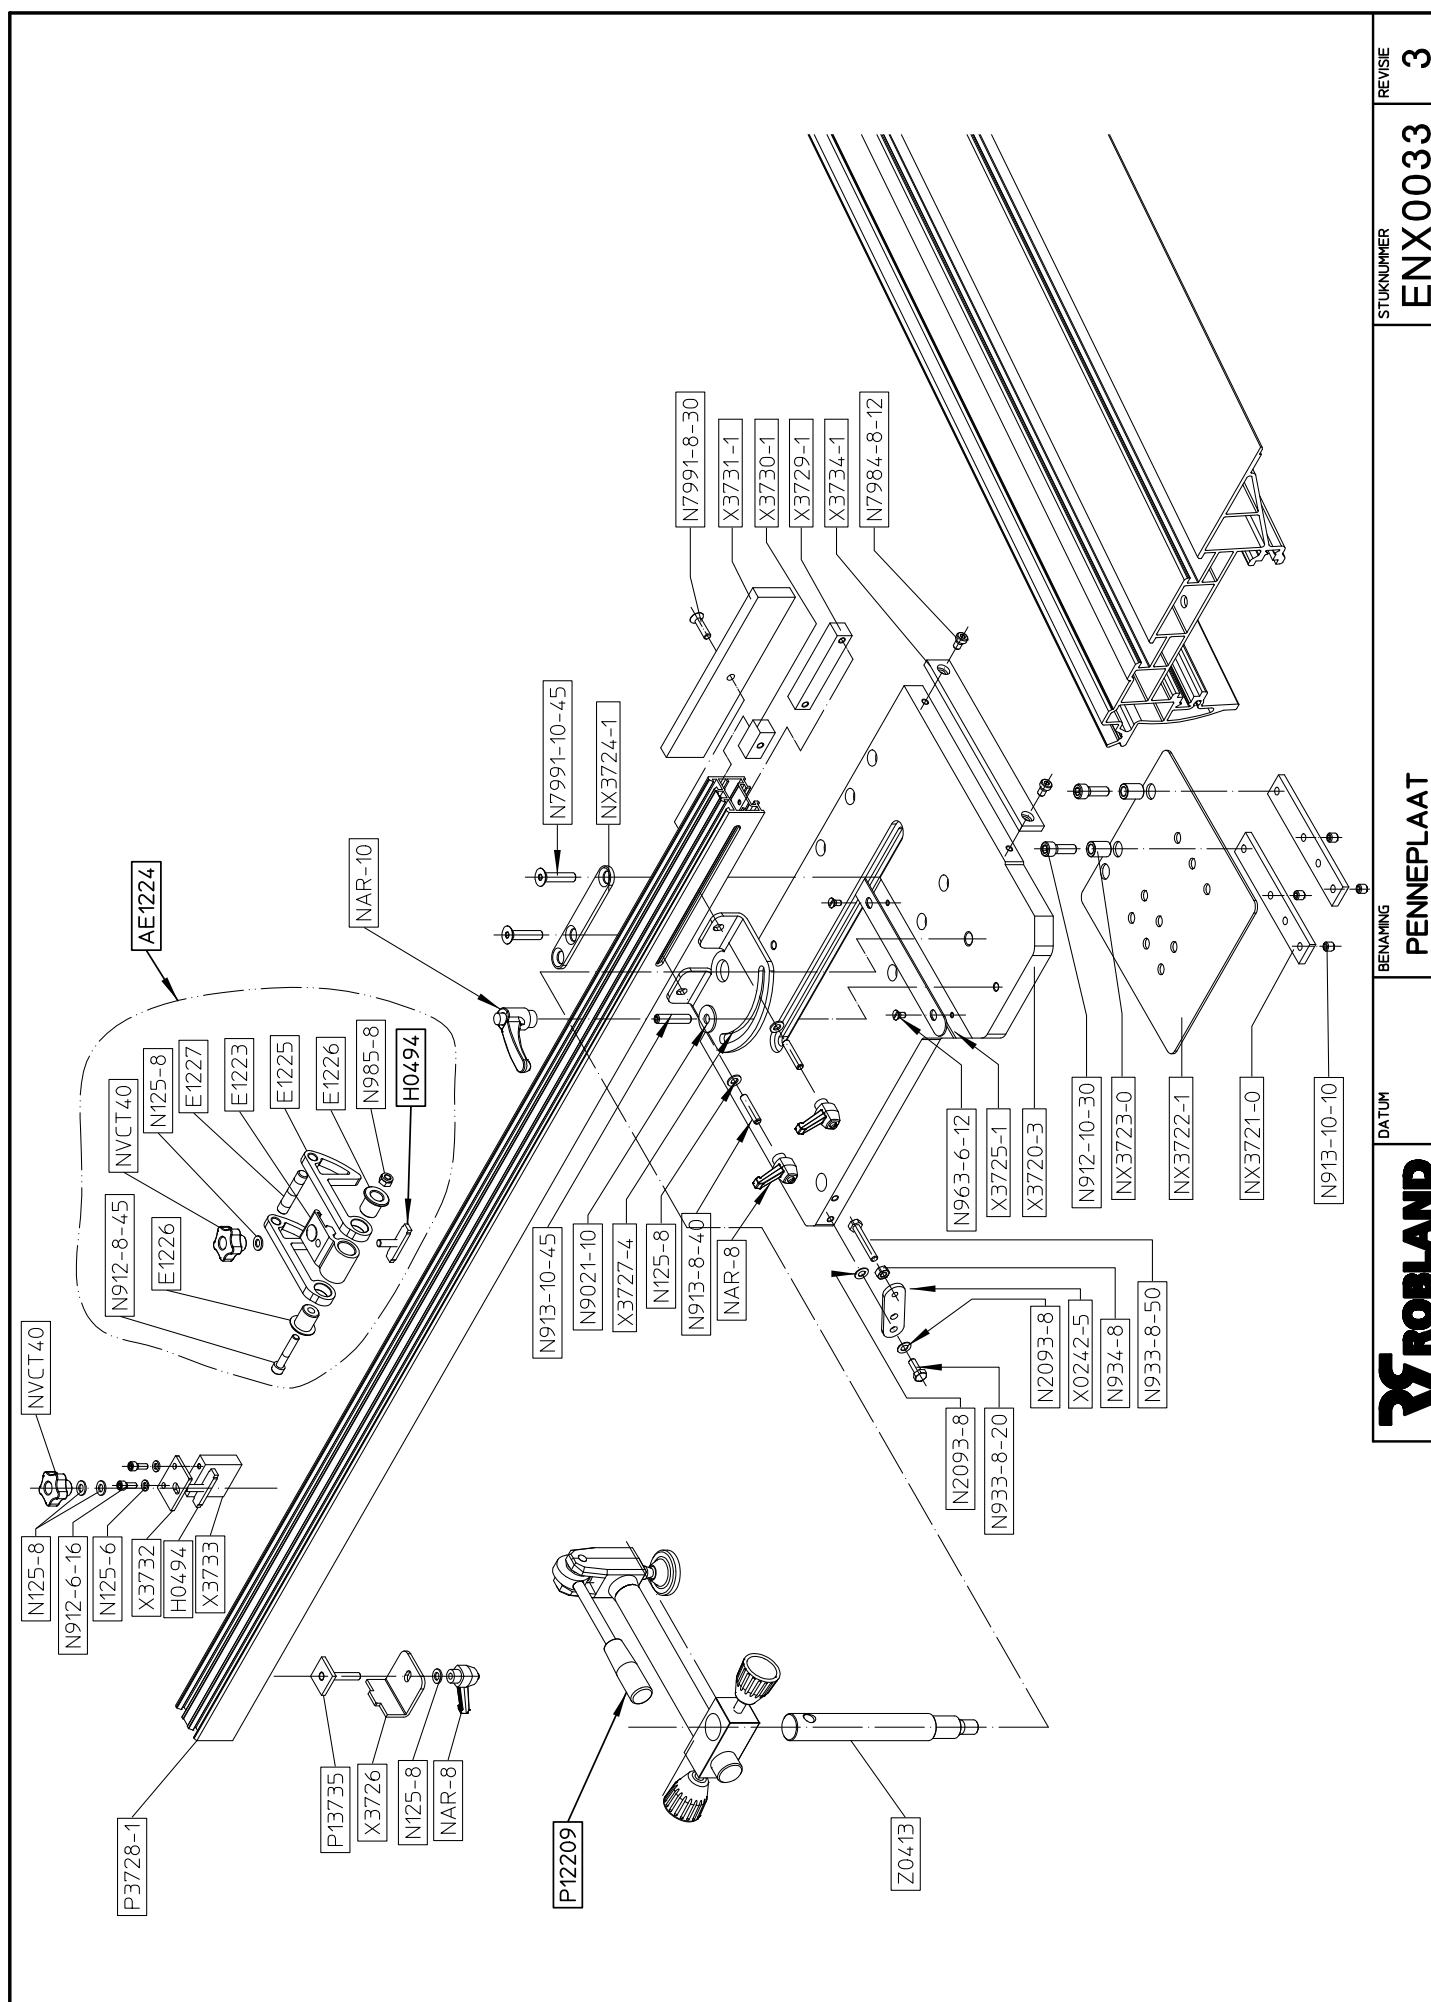 AE1224
NAR-10
NVCT40
N125-8
E1227
E1223
E1225
E1226
N985-8
H0494
N912-8-45
E1226
NVCT40
N125-8
N912-6-16
N125-6
X3732
H0494
X3733
P3728-1
P13735
X3726
N125-8
NAR-8
P12209
Z0413
N7991-10-45
NX3724-1
N7991-8-30
X3731-1
X3730-1
X3729-1
X3734-1
N7984-8-12
N913-10-45
N9021-10
X3727-4
N125-8
N913-8-40
NAR-8
N963-6-12
X3725-1
X3720-3
N912-10-30
NX3723-0
NX3722-1
NX3721-0
N913-10-10
N2093-8
N933-8-20
N2093-8
X0242-5
N934-8
N933-8-50
ROBLAND
DATUM
BENAMING
PENNEPLAAT
STUKNUMMER
ENX0033
REVISIE
3